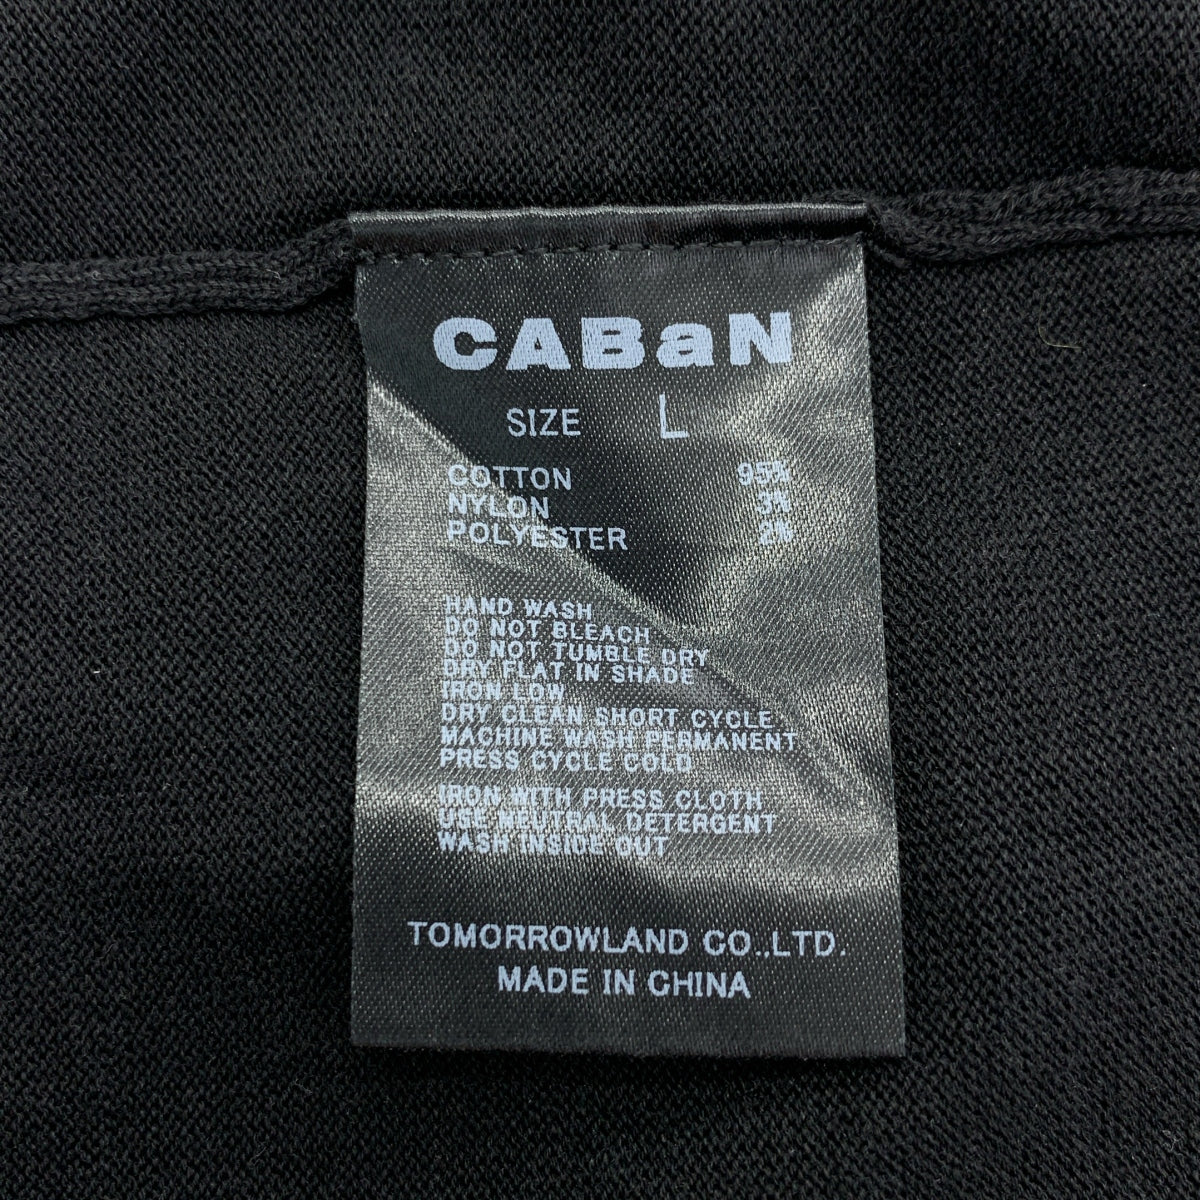 CABaN
SIZE L
COTTON 95%
NYLON 3%
POLYESTER 2%
HAND WASH
DO NOT BLEACH
DO NOT TUMBLE DRY
DRY FLAT IN SHADE
IRON LOW
DRY CLEAN SHORT CYCLE
MACHINE WASH PERMANENT
PRESS CYCLE COLD
IRON WITH PRESS CLOTH
USE NEUTRAL DETERGENT
WASH INSIDE OUT
TOMORROWLAND CO.,LTD.
MADE IN CHINA